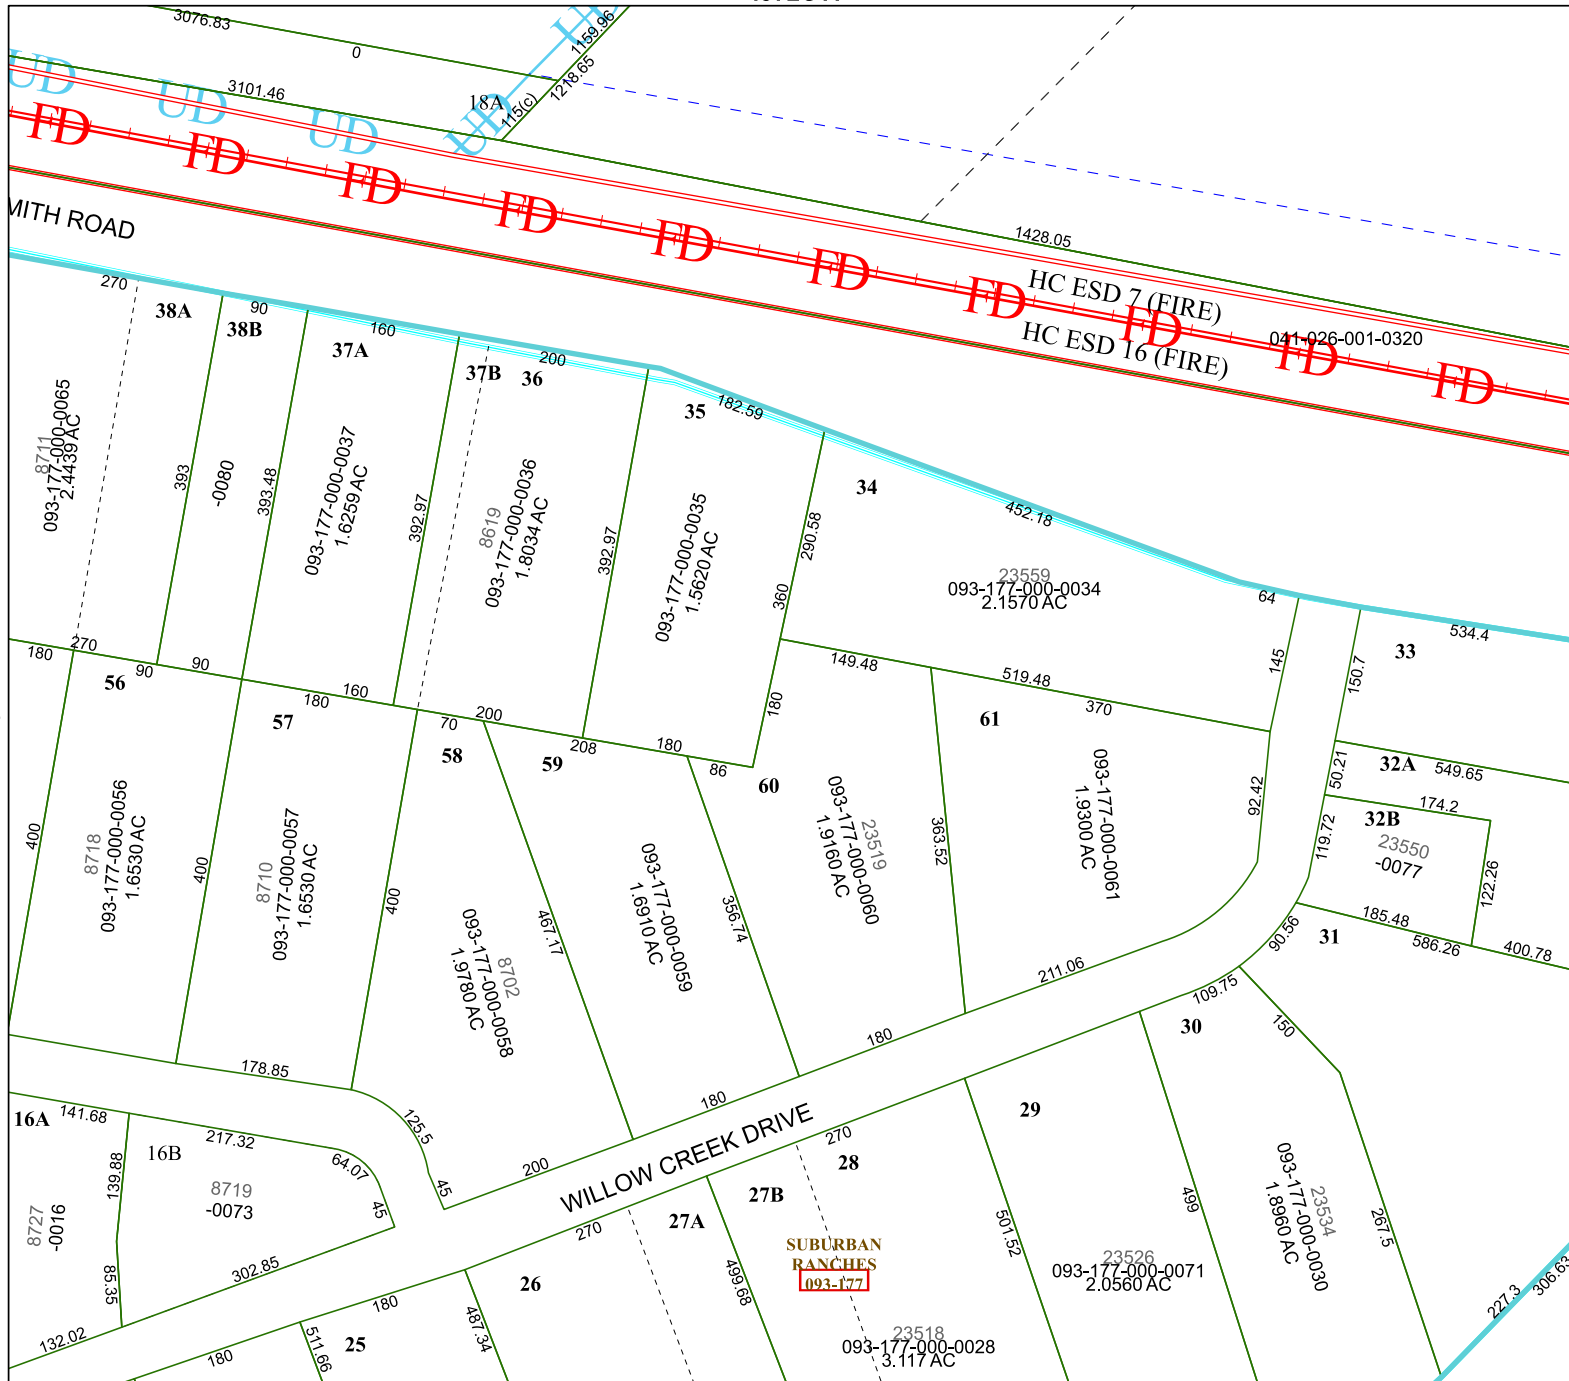 3076.83
0
1159.96
1218.65
115(c)
18A
3101.46
UD
UD
UD
UD
FD
FD
FD
FD
FD
FD
FD
FD
FD
FD
MITH ROAD
1428.05
HC ESD 7 (FIRE)
HC ESD 16 (FIRE)
041-026-001-0320
270
38A
90
38B
160
37A
200
37B
36
182.59
35
34
452.18
64
534.4
33
8711
093-177-000-0065
2.4439 AC
393
-0080
393.48
093-177-000-0037
1.6259 AC
392.97
8619
093-177-000-0036
1.8034 AC
392.97
093-177-000-0035
1.5620 AC
290.58
360
23559
093-177-000-0034
2.1570 AC
145
150.7
180
270
56
90
90
57
180
160
70
200
58
59
208
180
86
60
180
149.48
519.48
61
370
50.21
32A
549.65
174.2
32B
23550
-0077
119.72
122.26
92.42
400
8718
093-177-000-0056
1.6530 AC
400
8710
093-177-000-0057
1.6530 AC
400
8702
093-177-000-0058
1.9780 AC
467.17
093-177-000-0059
1.6910 AC
356.74
23519
093-177-000-0060
1.9160 AC
363.52
093-177-000-0061
1.9300 AC
185.48
586.26
400.78
31
90.56
109.75
30
150
211.06
180
180
200
178.85
125.5
45
16A
141.68
217.32
16B
139.88
64.07
45
8719
-0073
8727
-0016
85.35
302.85
132.02
WILLOW CREEK DRIVE
270
28
27B
270
27A
26
180
25
180
511.66
487.34
499.68
SUBURBAN
RANCHES
093-177
23518
093-177-000-0028
3.117 AC
501.52
29
23526
093-177-000-0071
2.0560 AC
499
23534
093-177-000-0030
1.8960 AC
267.5
227.3
306.63